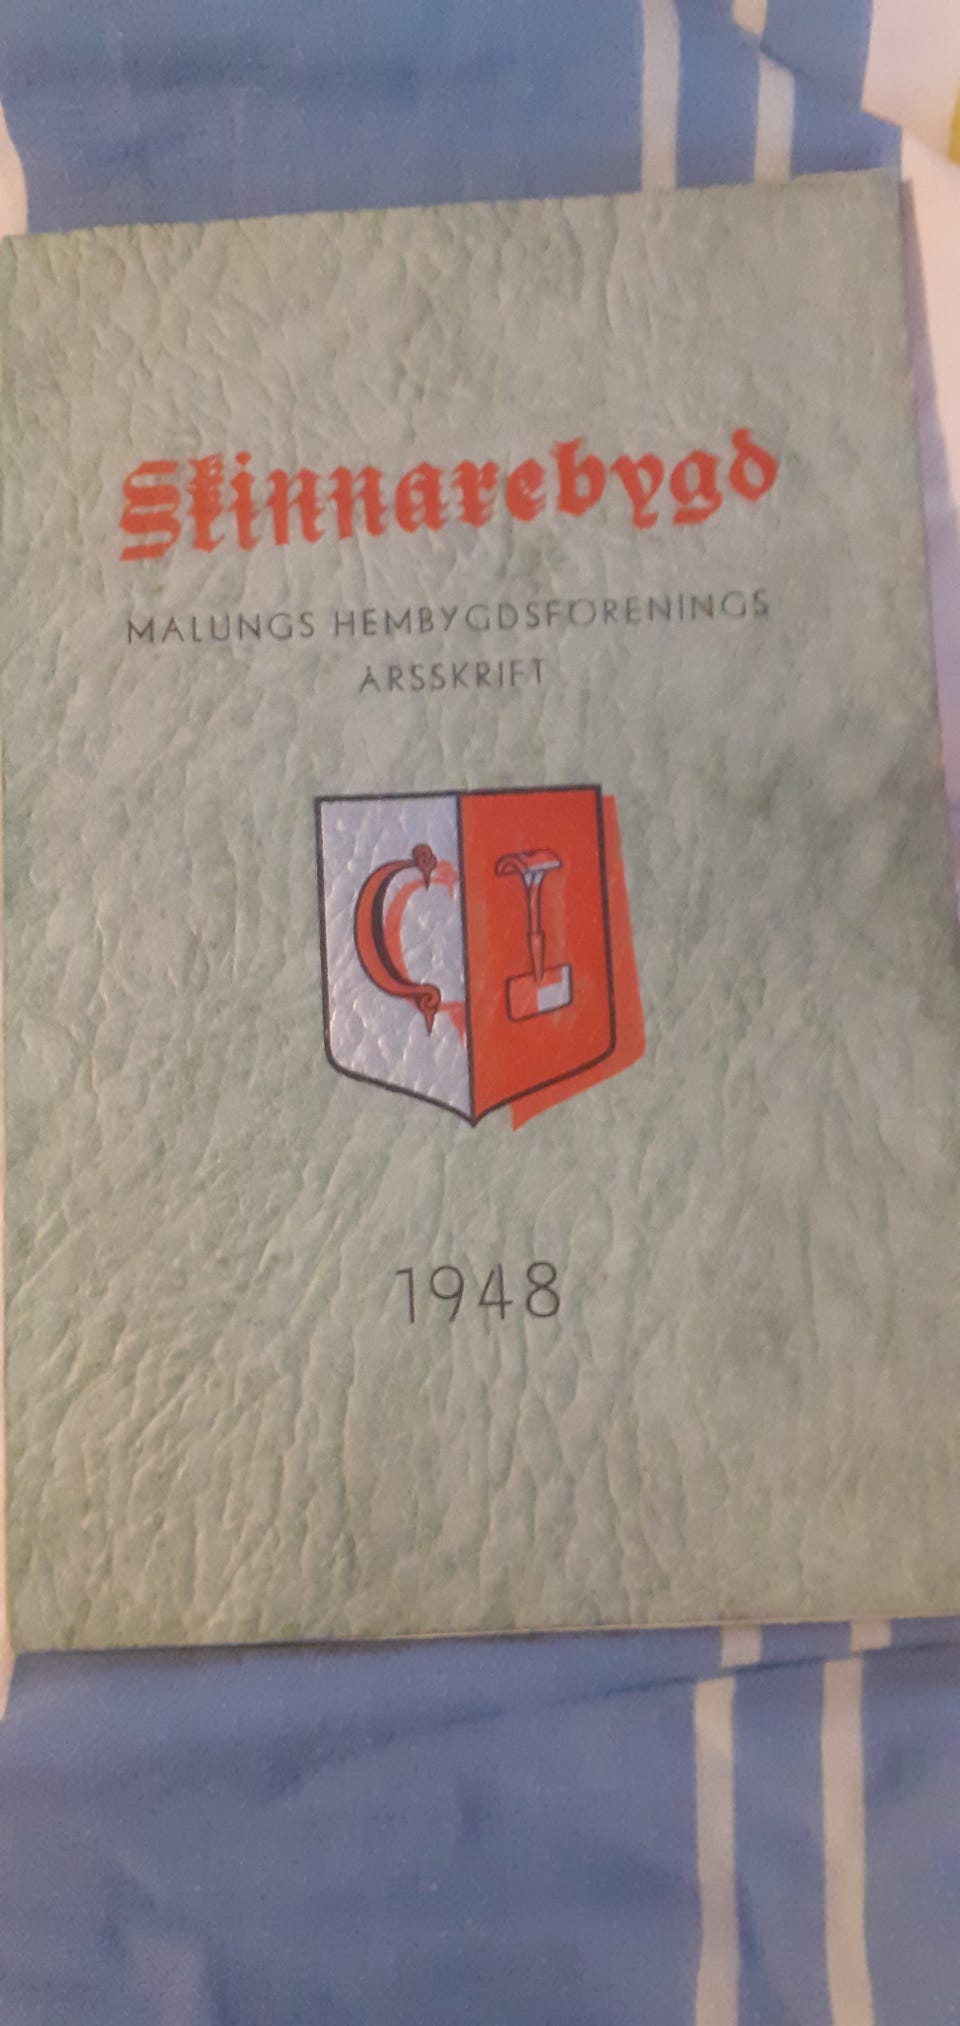 Skinnarebygd
MALUNGS HEMBYGDSFÖRENINGS
ÅRSSKRIFT
1948